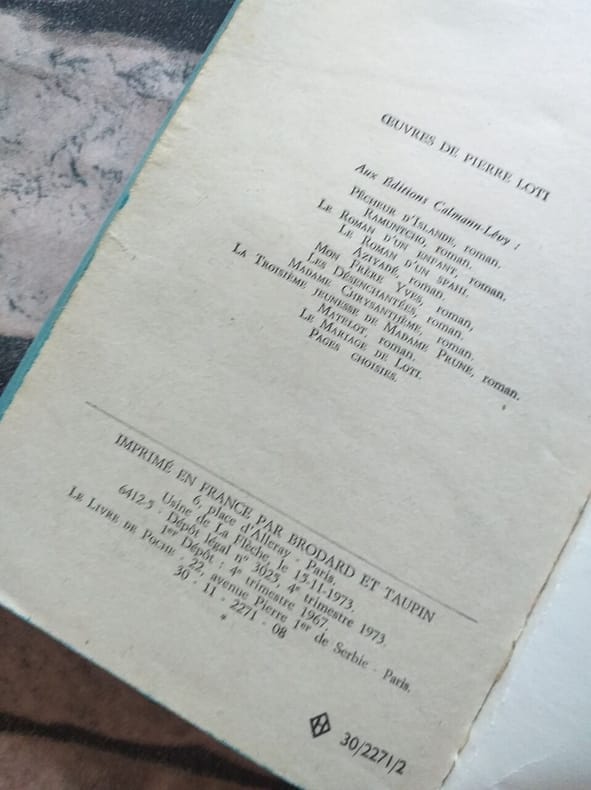 ŒUVRES DE PIERRE LOTI
Aux Éditions Calmann-Lévy :
PÊCHEUR D'ISLANDE, roman.
RAMUNTCHO, roman.
LE ROMAN D'UN ENFANT, roman.
LE ROMAN D'UN SPAHI.
AZIYADÉ, roman.
MON FRÈRE YVES, roman,
LES DÉSENCHANTÉES, roman.
MADAME CHRYSANTHÈME, roman.
LA TROISIÈME JEUNESSE DE MADAME PRUNE, roman.
MATELOT, roman.
LE MARIAGE DE LOTI.
PAGES CHOISIES.
IMPRIMÉ EN FRANCE PAR BRODARD ET TAUPIN
6, place d'Alleray - Paris.
Usine de La Flèche, le 15-11-1973.
6412-5 - Dépôt légal n° 3025, 4e trimestre 1973.
1er Dépôt : 4e trimestre 1967.
LE LIVRE DE POCHE - 22, avenue Pierre 1er de Serbie - Paris.
30 - 11 - 2271 - 08
*
30/2271/2